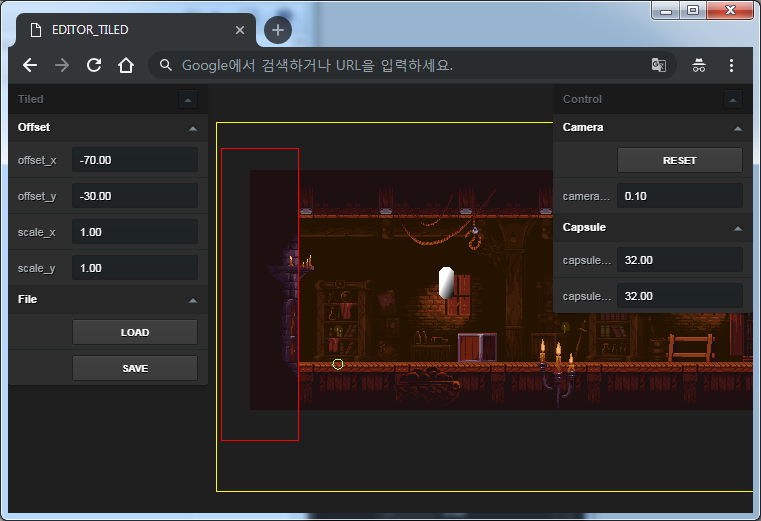 EDITOR_TILED
Google에서 검색하거나 URL을 입력하세요.
Tiled
Offset
offset_x -70.00
offset_y -30.00
scale_x 1.00
scale_y 1.00
File
LOAD
SAVE
Control
Camera
RESET
camera... 0.10
Capsule
capsule... 32.00
capsule... 32.00